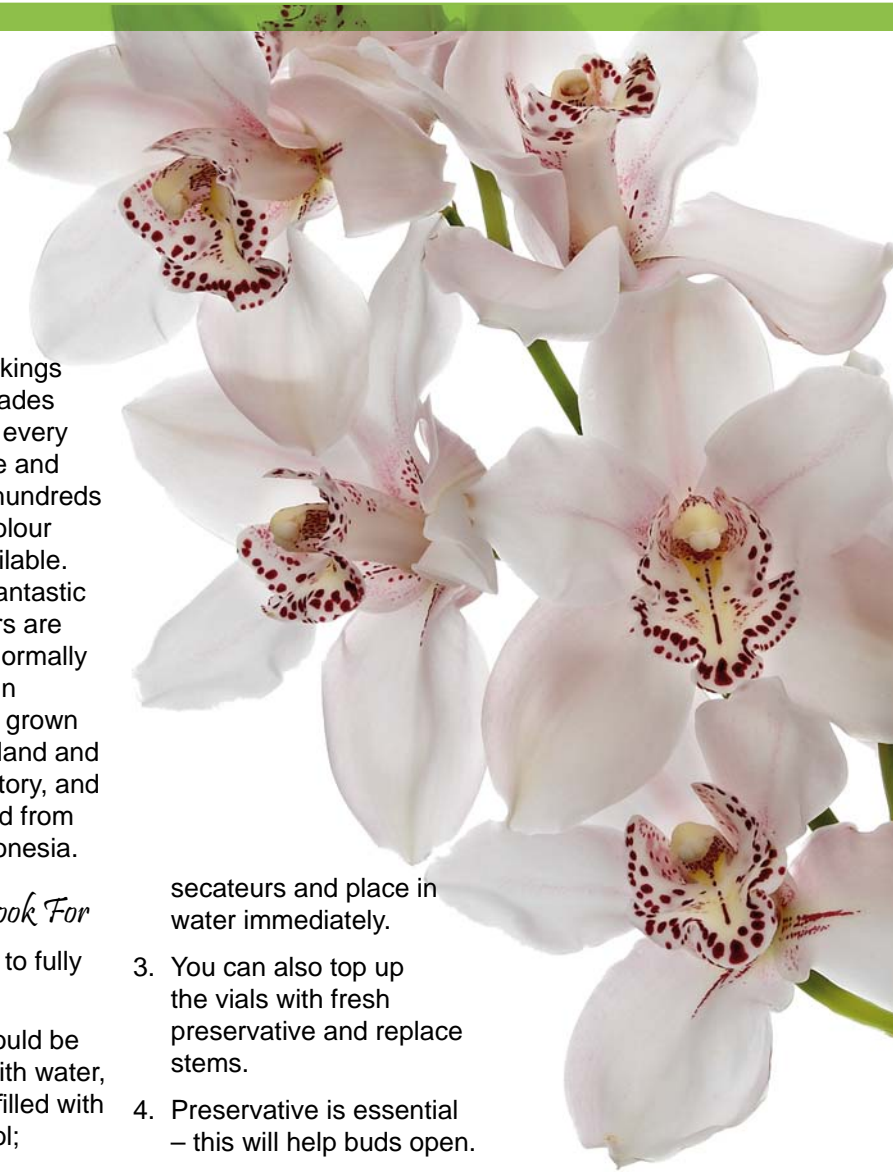 kings
ades
every
e and
hundreds
olour
ilable.
antastic
rs are
ormally
n
grown
land and
tory, and
d from
onesia.
ook For
to fully
ould be
ith water,
filled with
ol;
secateurs and place in
water immediately.
3. You can also top up
the vials with fresh
preservative and replace
stems.
4. Preservative is essential
– this will help buds open.